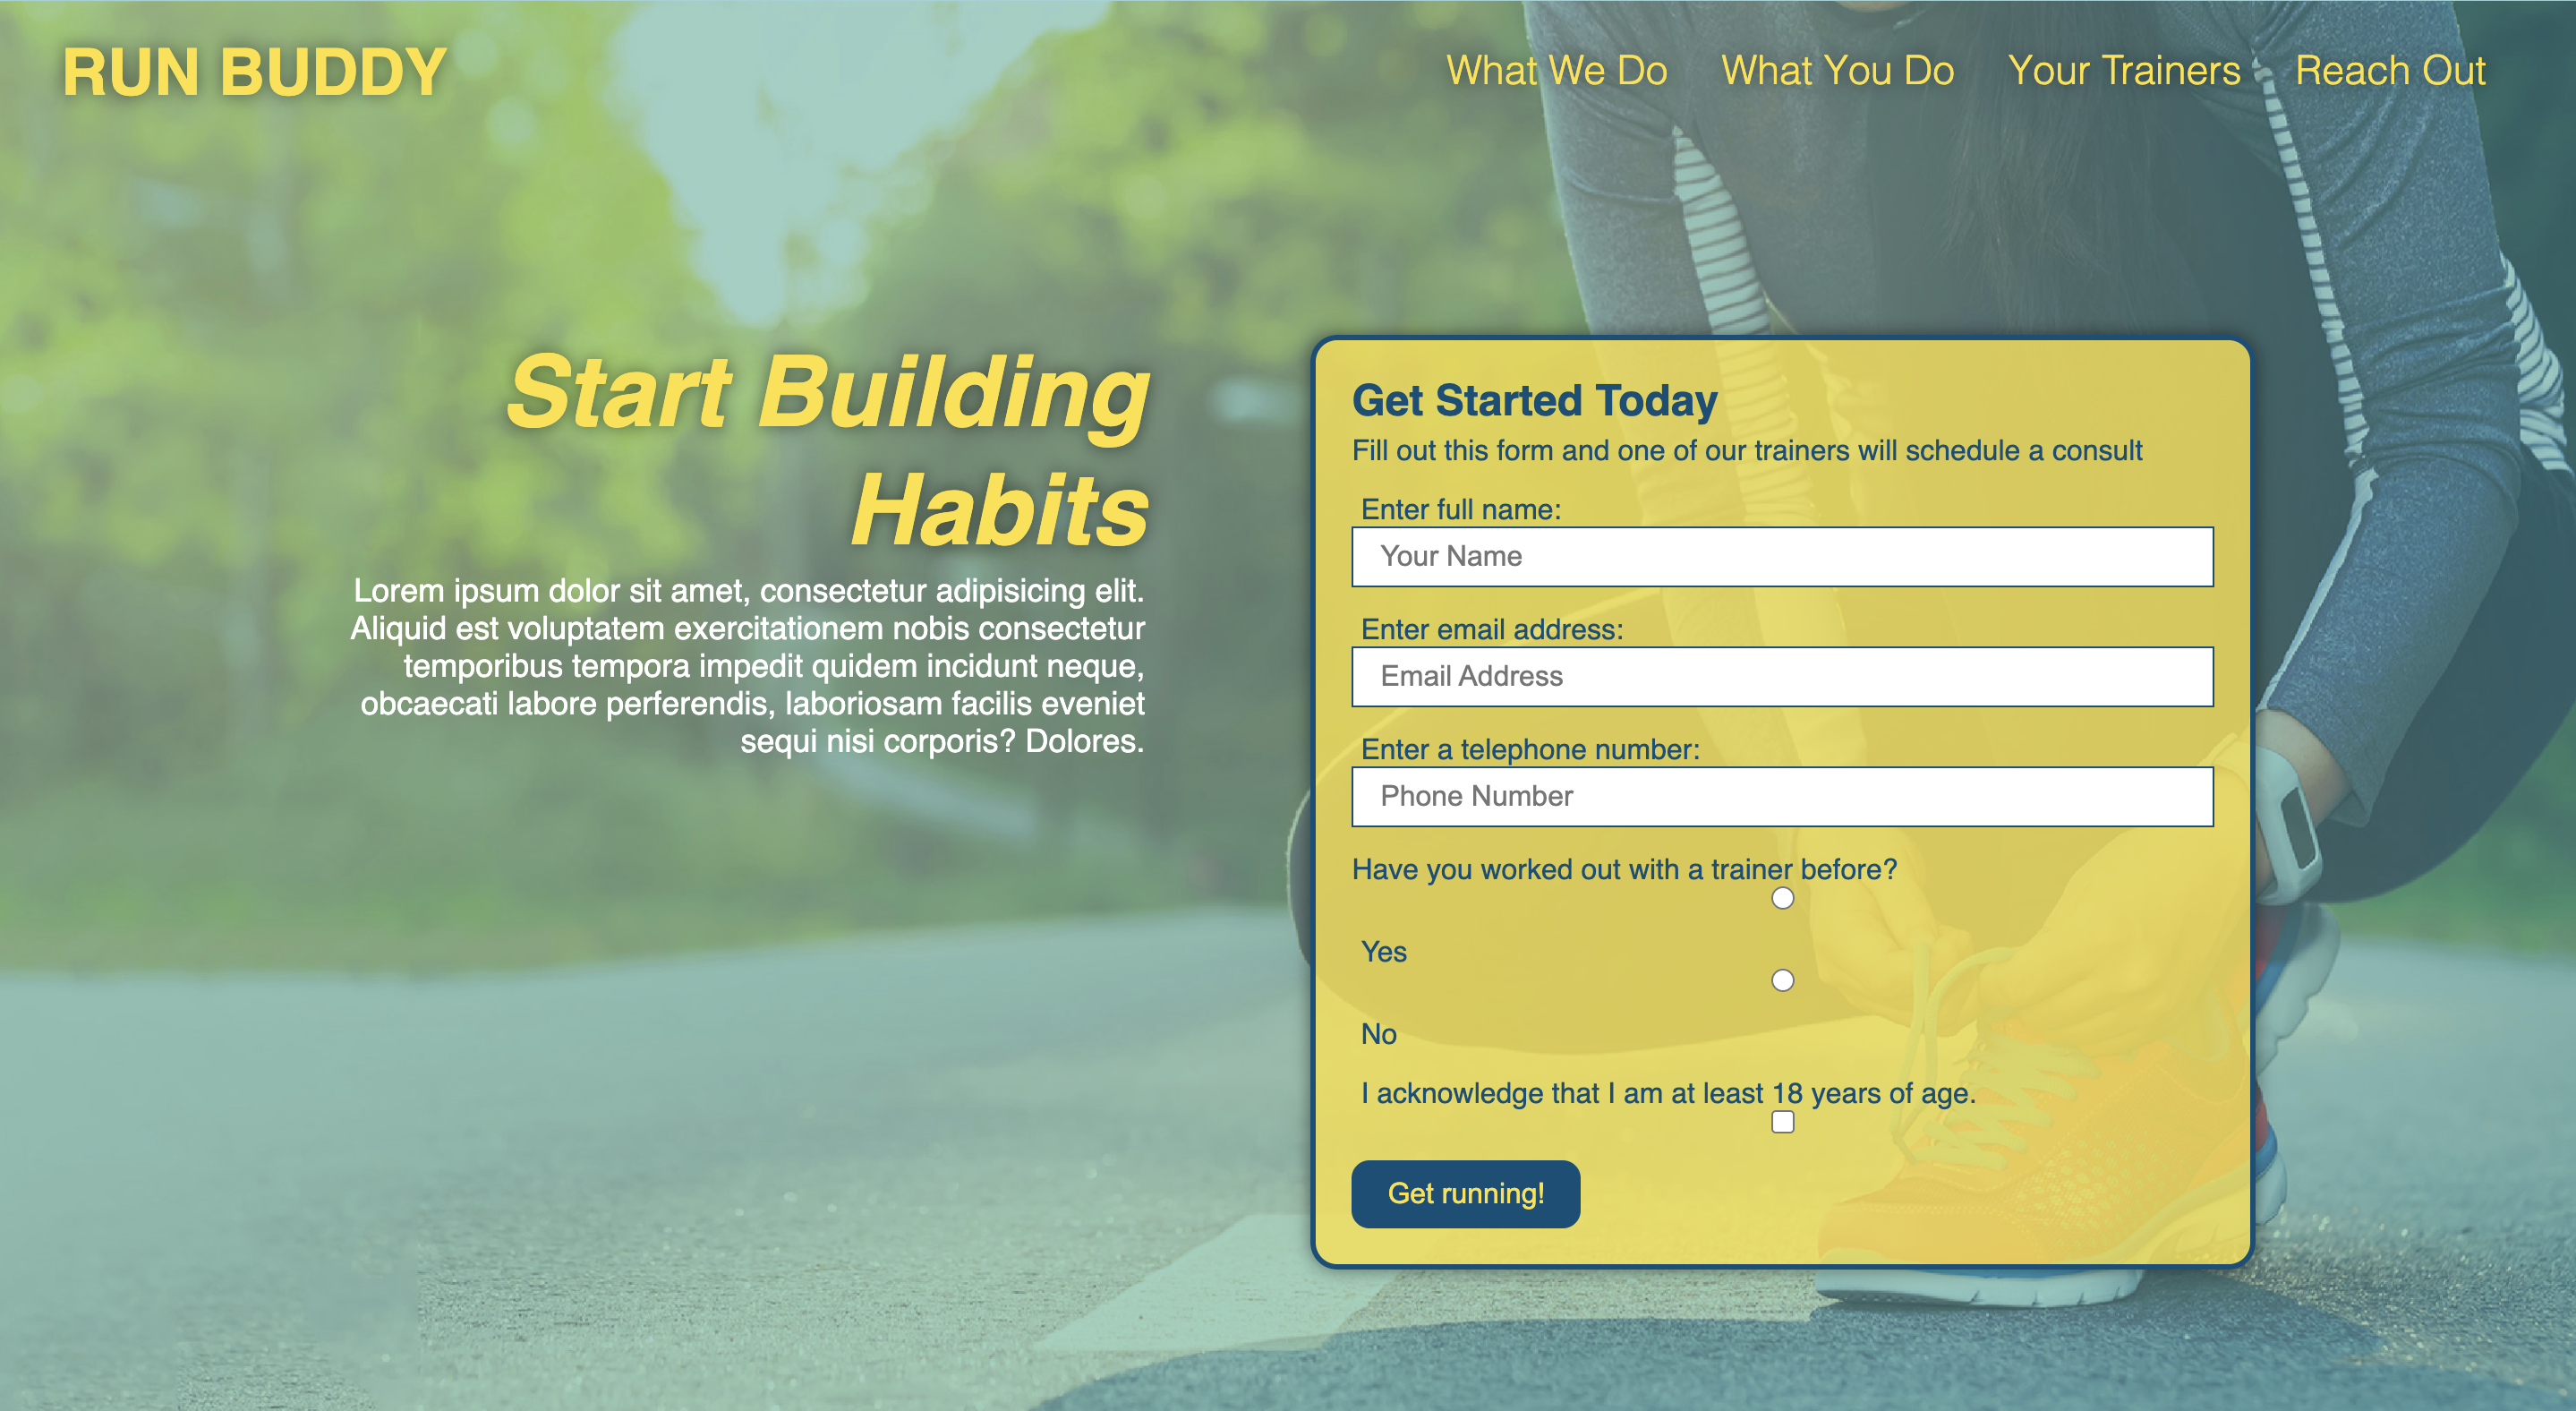 RUN BUDDY
What We Do
What You Do
Your Trainers
Reach Out
Start Building
Habits
Lorem ipsum dolor sit amet, consectetur adipisicing elit.
Aliquid est voluptatem exercitationem nobis consectetur
temporibus tempora impedit quidem incidunt neque,
obcaecati labore perferendis, laboriosam facilis eveniet
sequi nisi corporis? Dolores.
Get Started Today
Fill out this form and one of our trainers will schedule a consult
Enter full name:
Your Name
Enter email address:
Email Address
Enter a telephone number:
Phone Number
Have you worked out with a trainer before?
Yes
No
I acknowledge that I am at least 18 years of age.
Get running!